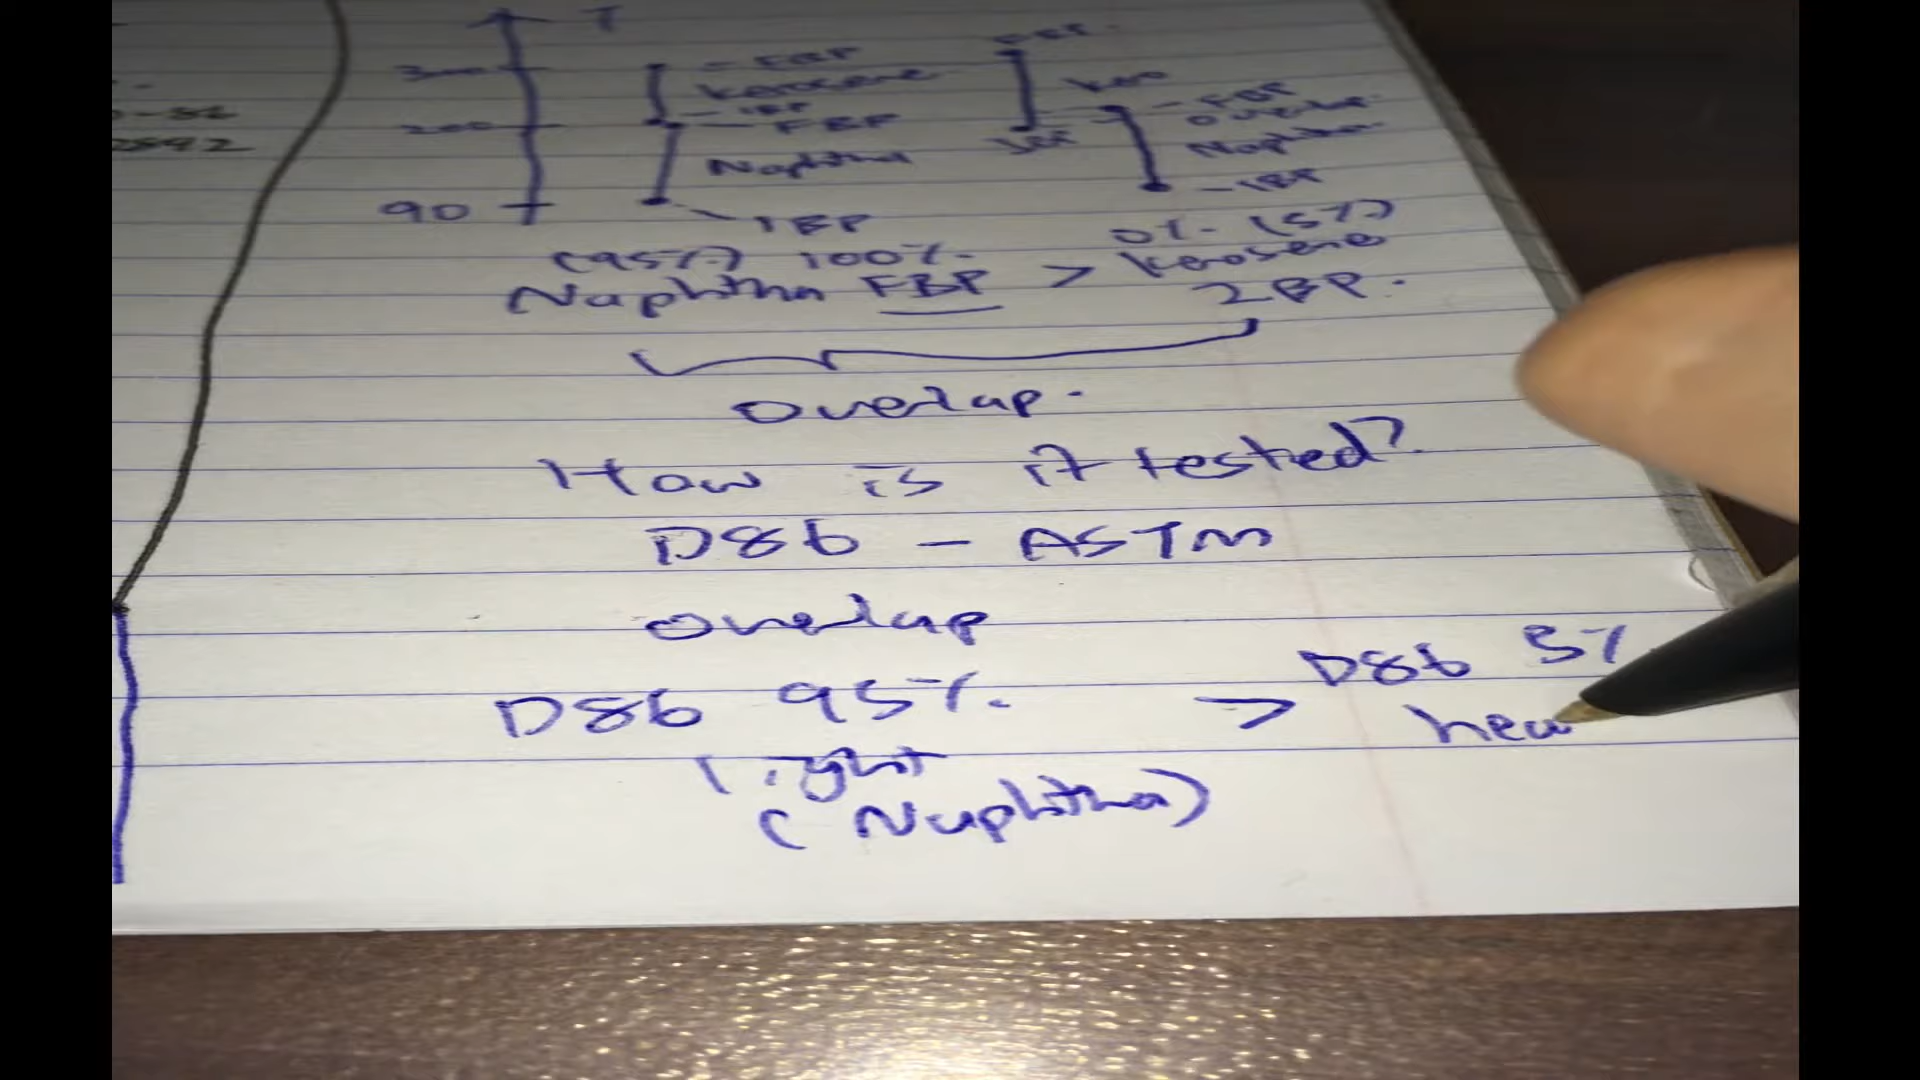 T
300
- FBP
Kerosene
- IBP
200
- FBP
Naphtha
90
- IBP
FBP.
Kero
- FBP
overlap
IBP
Naphtha
- IBP
(95%) 100%.
0%. (5%)
Naphtha FBP > Kerosene
IBP.
overlap.
How is it tested?
D86 - ASTM
overlap
D86 95%. > D86 5%
light hea
(Naphtha)